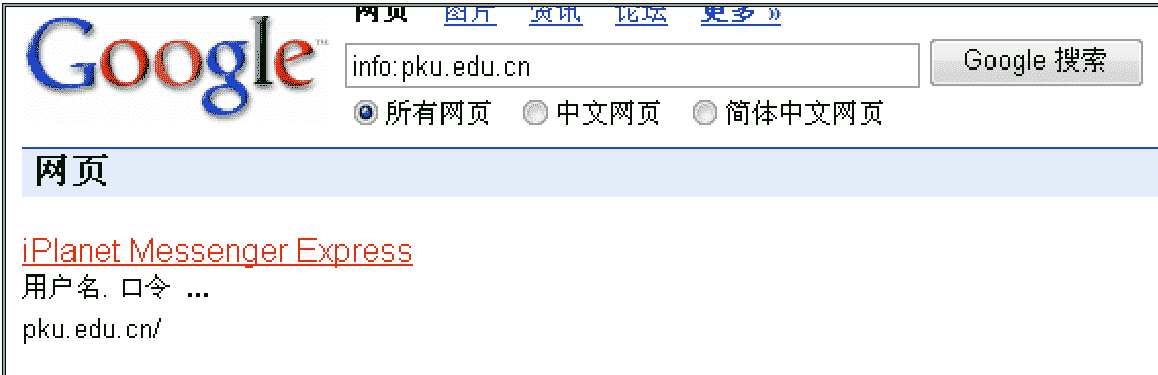 网页 图片 资讯 论坛 更多 »
Google™
info:pku.edu.cn
Google 搜索
所有网页 中文网页 简体中文网页
网页
iPlanet Messenger Express
用户名. 口令 ...
pku.edu.cn/